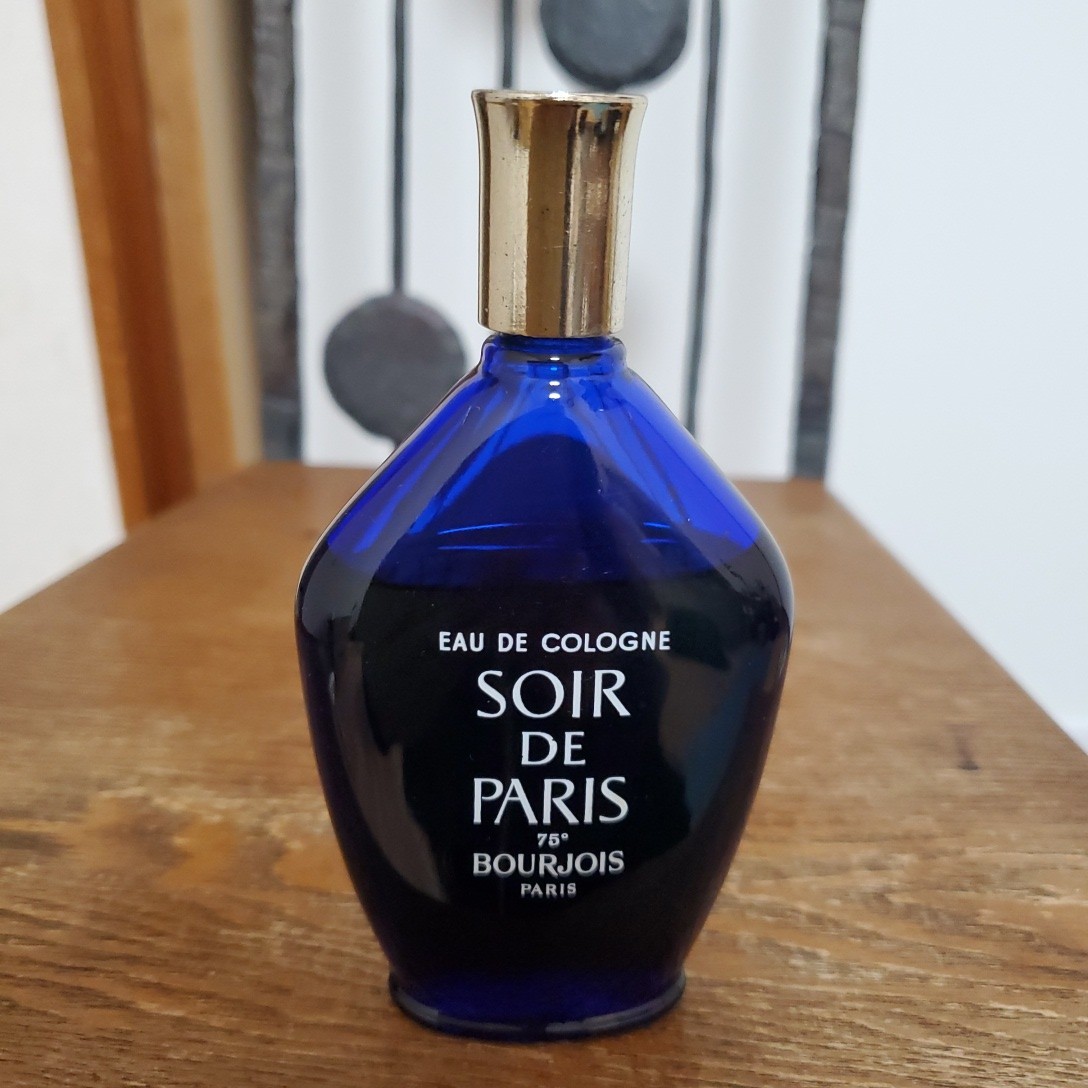 EAU DE COLOGNE
SOIR
DE
PARIS
75°
BOURJOIS
PARIS